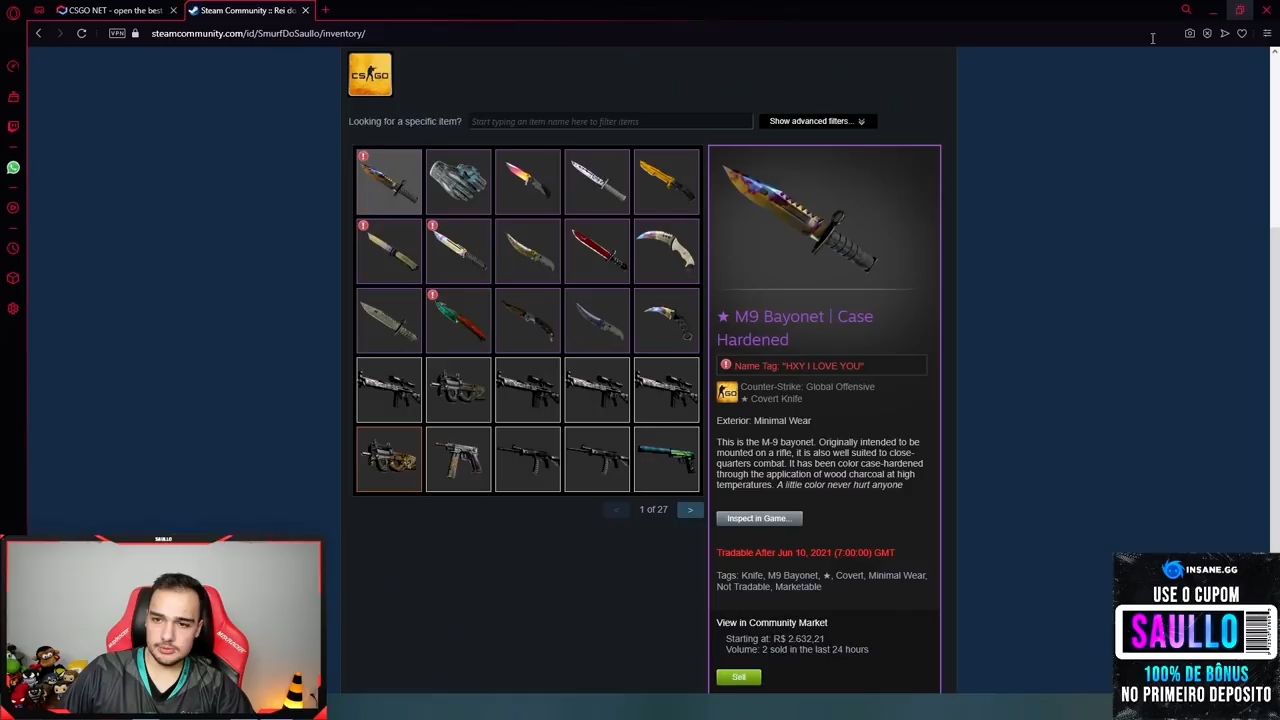 CSGO NET - open the best
Steam Community :: Rei do
VPN
steamcommunity.com/id/SmurfDoSaullo/inventory/
CS GO
Looking for a specific item?
Start typing an item name here to filter items
Show advanced filters...
★ M9 Bayonet | Case
Hardened
Name Tag: "HXY I LOVE YOU"
Counter-Strike: Global Offensive
★ Covert Knife
Exterior: Minimal Wear
This is the M-9 bayonet. Originally intended to be
mounted on a rifle, it is also well suited to close-
quarters combat. It has been color case-hardened
through the application of wood charcoal at high
temperatures. A little color never hurt anyone
< 1 of 27 >
Inspect in Game...
Tradable After Jun 10, 2021 (7:00:00) GMT
Tags: Knife, M9 Bayonet, ★, Covert, Minimal Wear,
Not Tradable, Marketable
View in Community Market
Starting at: R$ 2.632,21
Volume: 2 sold in the last 24 hours
Sell
SAULLO
INSANE.GG
USE O CUPOM
SAULLO
100% DE BÔNUS
NO PRIMEIRO DEPOSITO